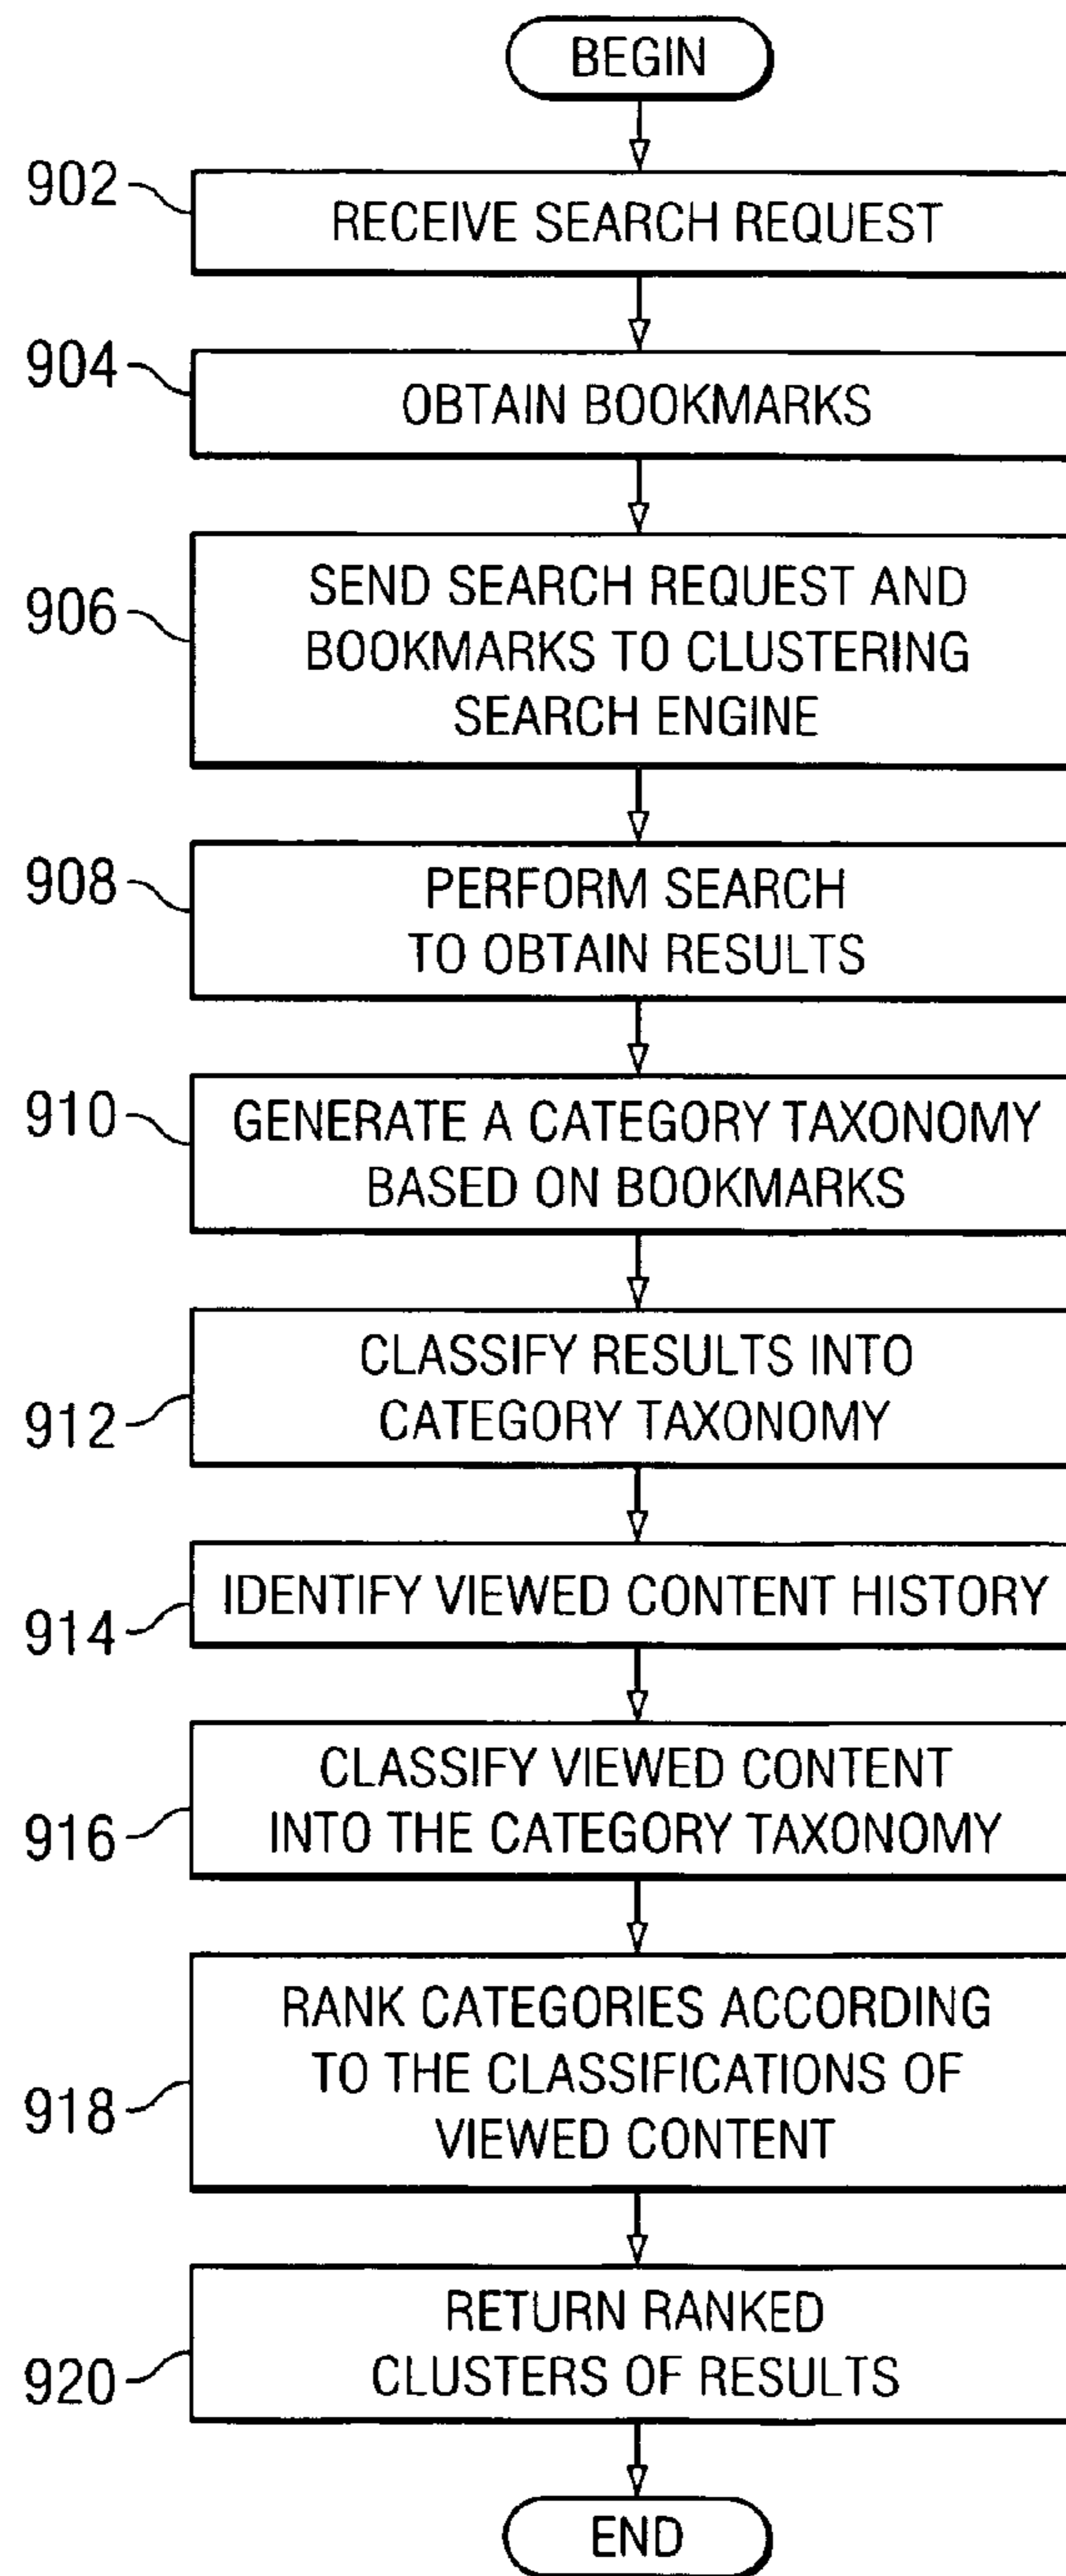 BEGIN
902
RECEIVE SEARCH REQUEST
904
OBTAIN BOOKMARKS
906
SEND SEARCH REQUEST AND
BOOKMARKS TO CLUSTERING
SEARCH ENGINE
908
PERFORM SEARCH
TO OBTAIN RESULTS
910
GENERATE A CATEGORY TAXONOMY
BASED ON BOOKMARKS
912
CLASSIFY RESULTS INTO
CATEGORY TAXONOMY
914
IDENTIFY VIEWED CONTENT HISTORY
916
CLASSIFY VIEWED CONTENT
INTO THE CATEGORY TAXONOMY
918
RANK CATEGORIES ACCORDING
TO THE CLASSIFICATIONS OF
VIEWED CONTENT
920
RETURN RANKED
CLUSTERS OF RESULTS
END